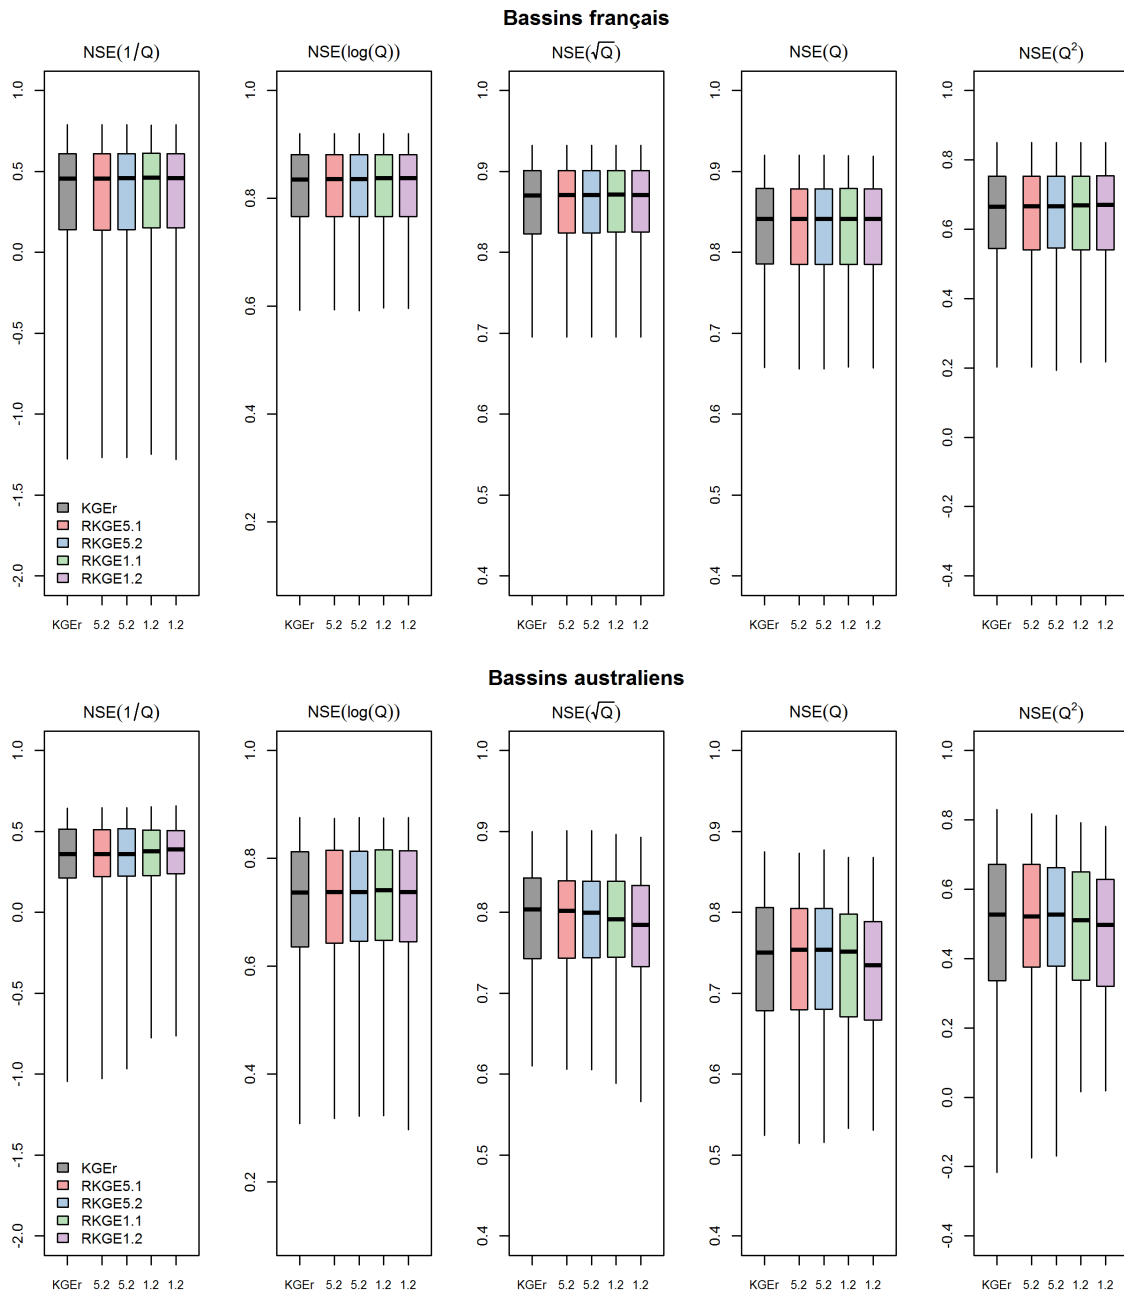 Bassins français
NSE(1/Q) NSE(log(Q)) NSE(√Q) NSE(Q) NSE(Q²)
1.0 0.5 0.0 -0.5 -1.0 -1.5 -2.0
1.0 0.8 0.6 0.4 0.2
1.0 0.9 0.8 0.7 0.6 0.5 0.4
1.0 0.9 0.8 0.7 0.6 0.5 0.4
1.0 0.8 0.6 0.4 0.2 0.0 -0.2 -0.4
KGEr
RKGE5.1
RKGE5.2
RKGE1.1
RKGE1.2
KGEr 5.2 5.2 1.2 1.2 KGEr 5.2 5.2 1.2 1.2 KGEr 5.2 5.2 1.2 1.2 KGEr 5.2 5.2 1.2 1.2 KGEr 5.2 5.2 1.2 1.2
Bassins australiens
NSE(1/Q) NSE(log(Q)) NSE(√Q) NSE(Q) NSE(Q²)
1.0 0.5 0.0 -0.5 -1.0 -1.5 -2.0
1.0 0.8 0.6 0.4 0.2
1.0 0.9 0.8 0.7 0.6 0.5 0.4
1.0 0.9 0.8 0.7 0.6 0.5 0.4
1.0 0.8 0.6 0.4 0.2 0.0 -0.2 -0.4
KGEr
RKGE5.1
RKGE5.2
RKGE1.1
RKGE1.2
KGEr 5.2 5.2 1.2 1.2 KGEr 5.2 5.2 1.2 1.2 KGEr 5.2 5.2 1.2 1.2 KGEr 5.2 5.2 1.2 1.2 KGEr 5.2 5.2 1.2 1.2